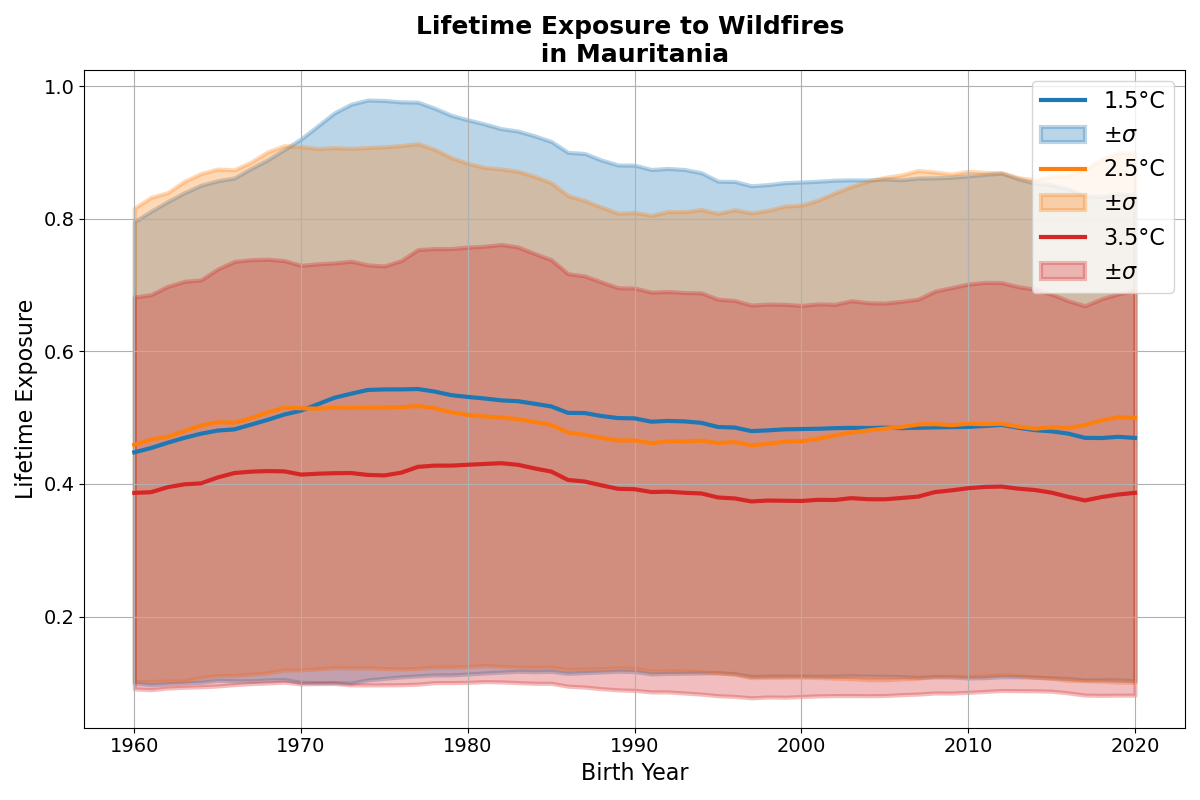 Lifetime Exposure to Wildfires
in Mauritania
1.0
0.8
0.6
0.4
0.2
Lifetime Exposure
1960
1970
1980
1990
2000
2010
2020
Birth Year
1.5°C
±σ
2.5°C
±σ
3.5°C
±σ